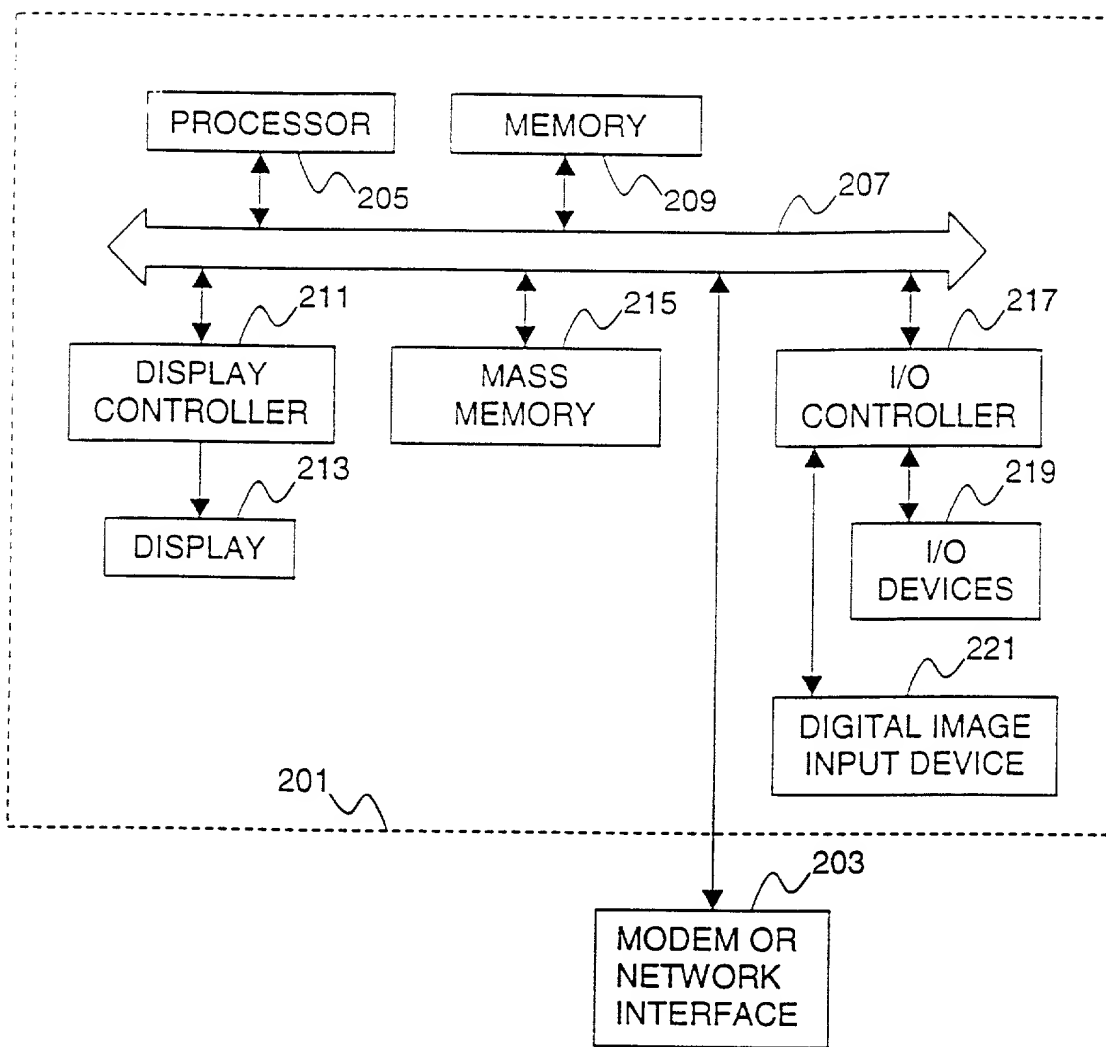 PROCESSOR
MEMORY
205
209
207
211
215
217
DISPLAY
CONTROLLER
MASS
MEMORY
I/O
CONTROLLER
213
219
DISPLAY
I/O
DEVICES
221
DIGITAL IMAGE
INPUT DEVICE
201
203
MODEM OR
NETWORK
INTERFACE